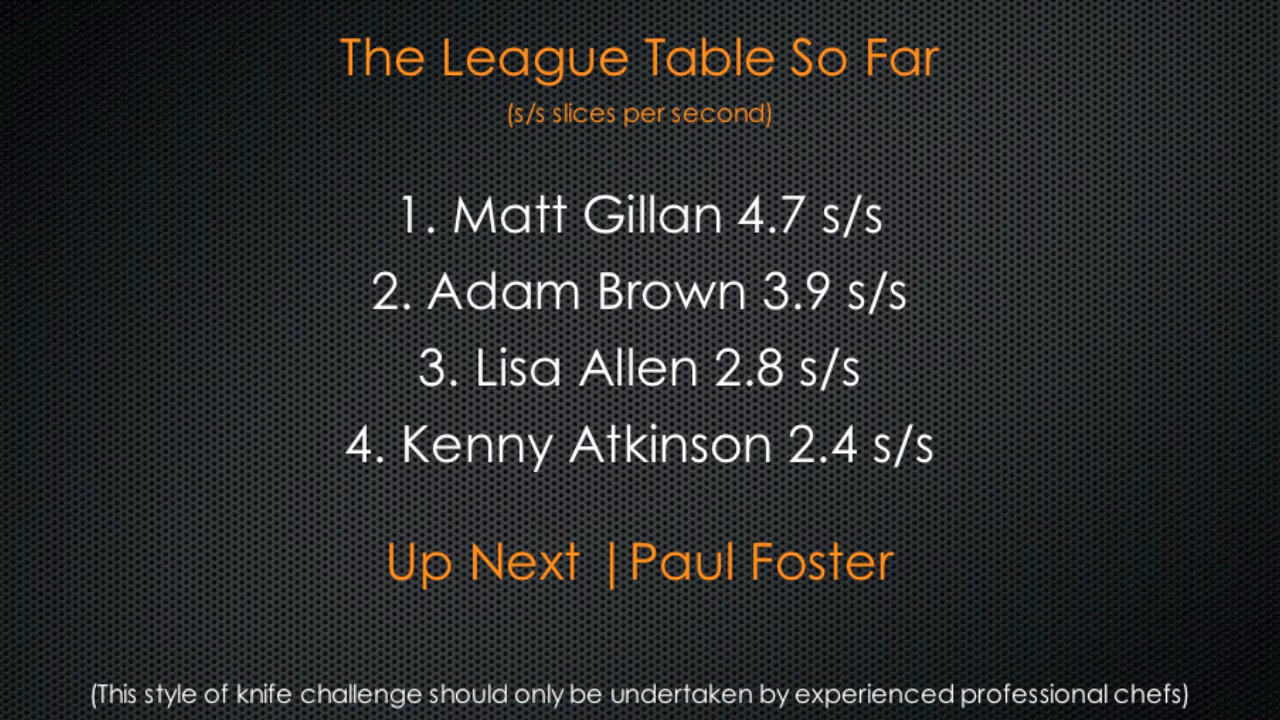 The League Table So Far
(s/s slices per second)
1. Matt Gillan 4.7 s/s
2. Adam Brown 3.9 s/s
3. Lisa Allen 2.8 s/s
4. Kenny Atkinson 2.4 s/s
Up Next |Paul Foster
(This style of knife challenge should only be undertaken by experienced professional chefs)